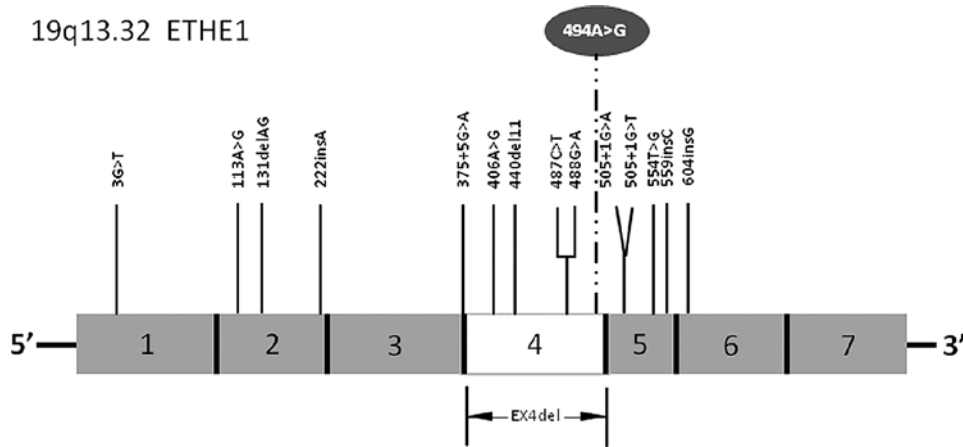 19q13.32 ETHE1
494A>G
3G>T
113A>G
131delAG
222insA
375+5G>A
406A>G
440del11
487C>T
488G>A
505+1G>A
505+1G>T
554T>G
559insC
604insG
5’ 1 2 3 4 5 6 7 3’
EX4del